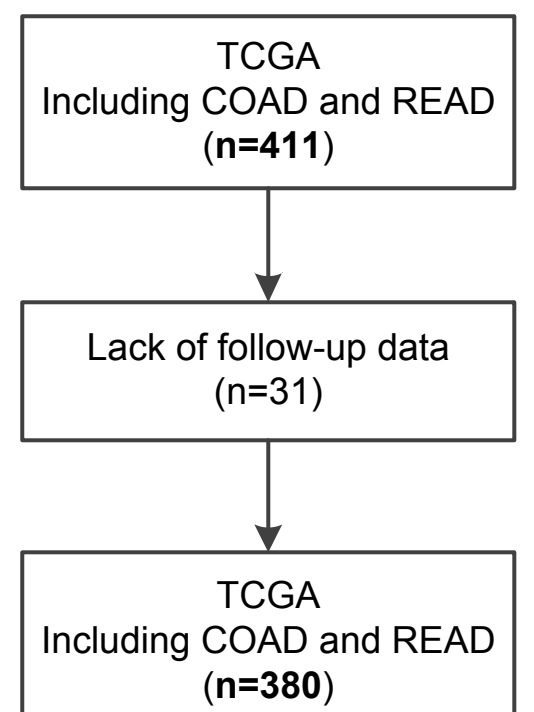 TCGA
Including COAD and READ
(n=411)
Lack of follow-up data
(n=31)
TCGA
Including COAD and READ
(n=380)